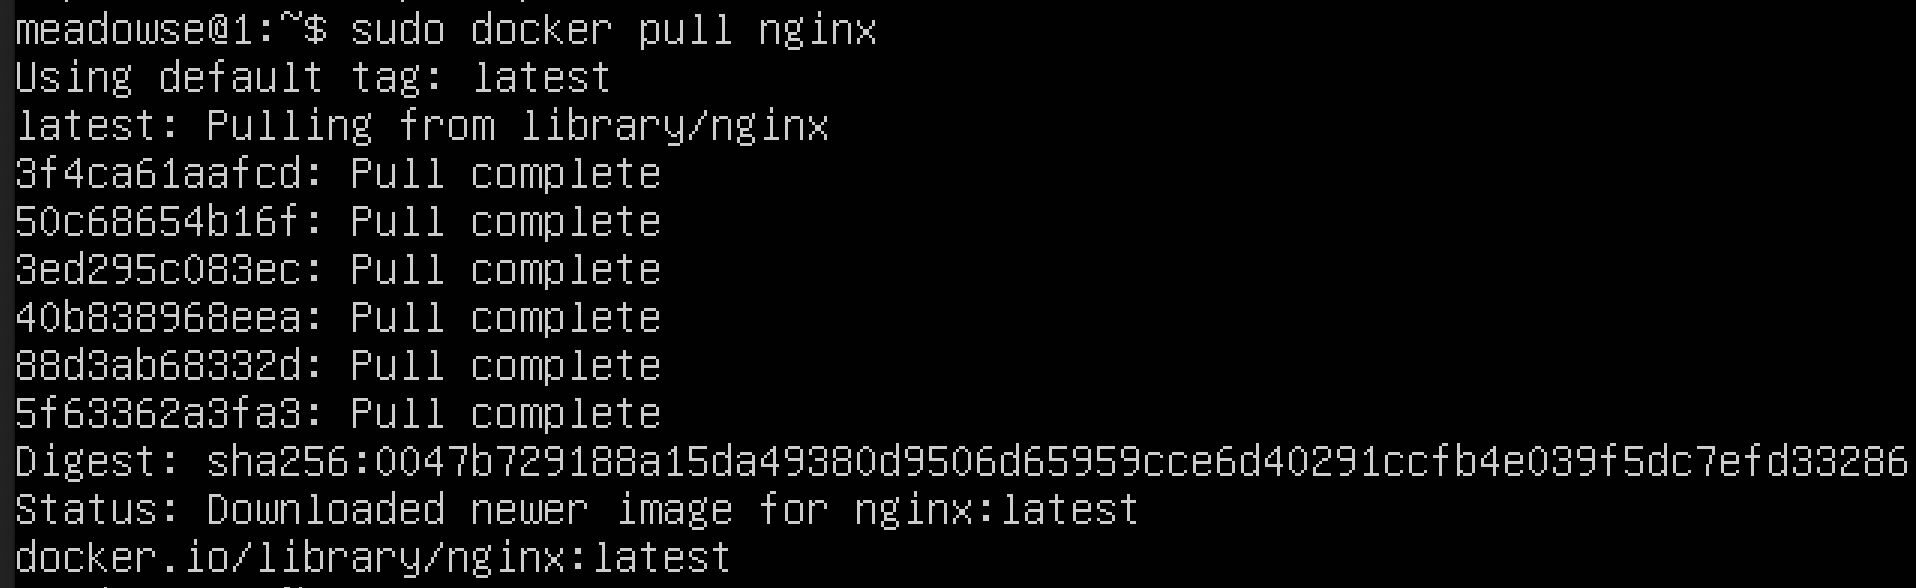 meadowse@1:~$ sudo docker pull nginx
Using default tag: latest
latest: Pulling from library/nginx
3f4ca61aafcd: Pull complete
50c68654b16f: Pull complete
3ed295c083ec: Pull complete
40b838968eea: Pull complete
88d3ab68332d: Pull complete
5f63362a3fa3: Pull complete
Digest: sha256:0047b729188a15da49380d9506d65959cce6d40291ccfb4e039f5dc7efd33286
Status: Downloaded newer image for nginx:latest
docker.io/library/nginx:latest